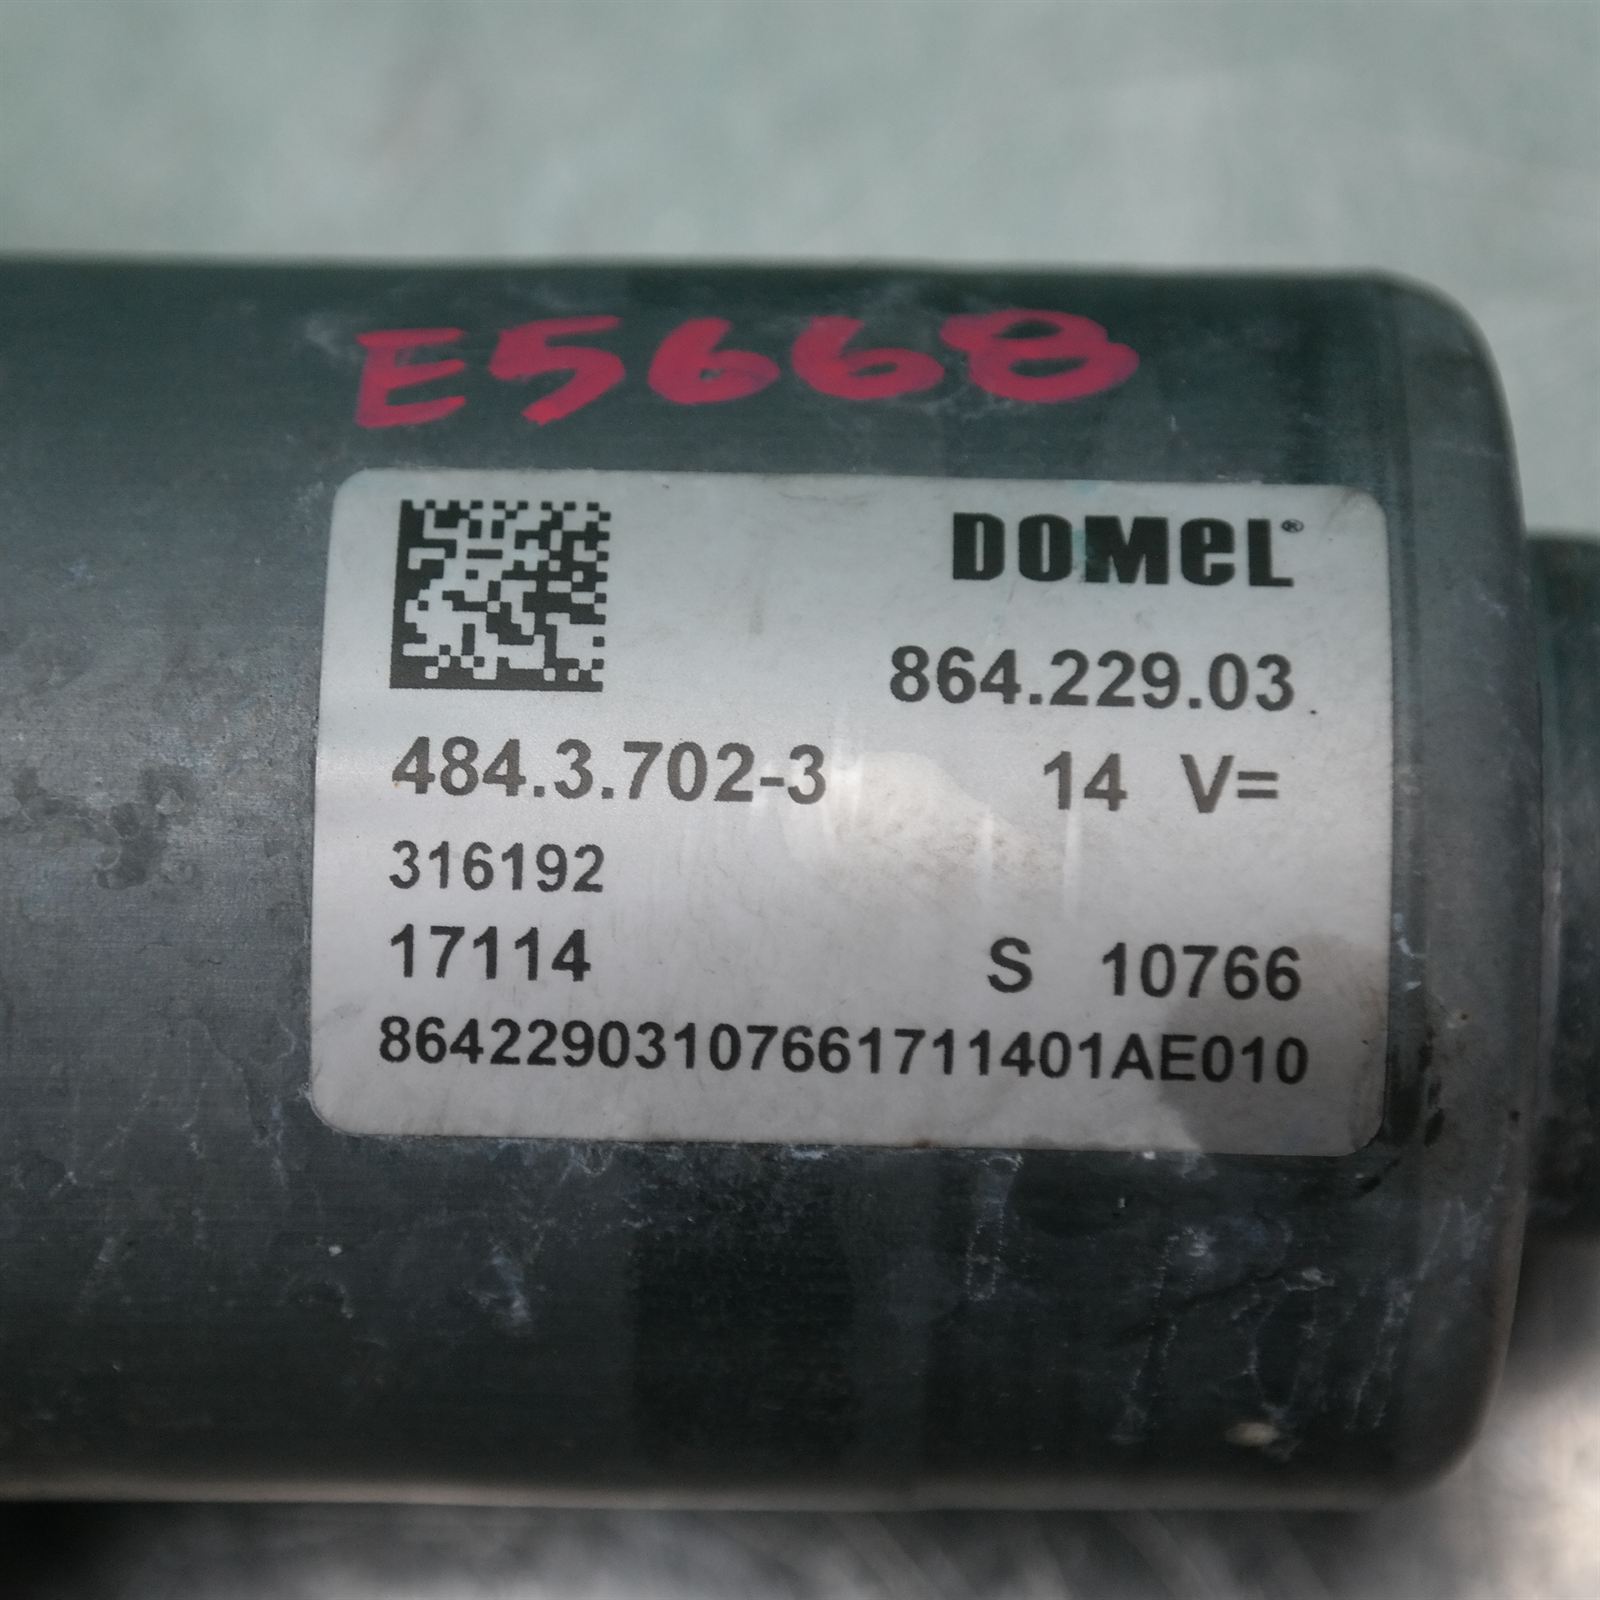 E5668
DOMEL®
864.229.03
484.3.702-3 14 V=
316192
17114 S 10766
86422903107661711401AE010